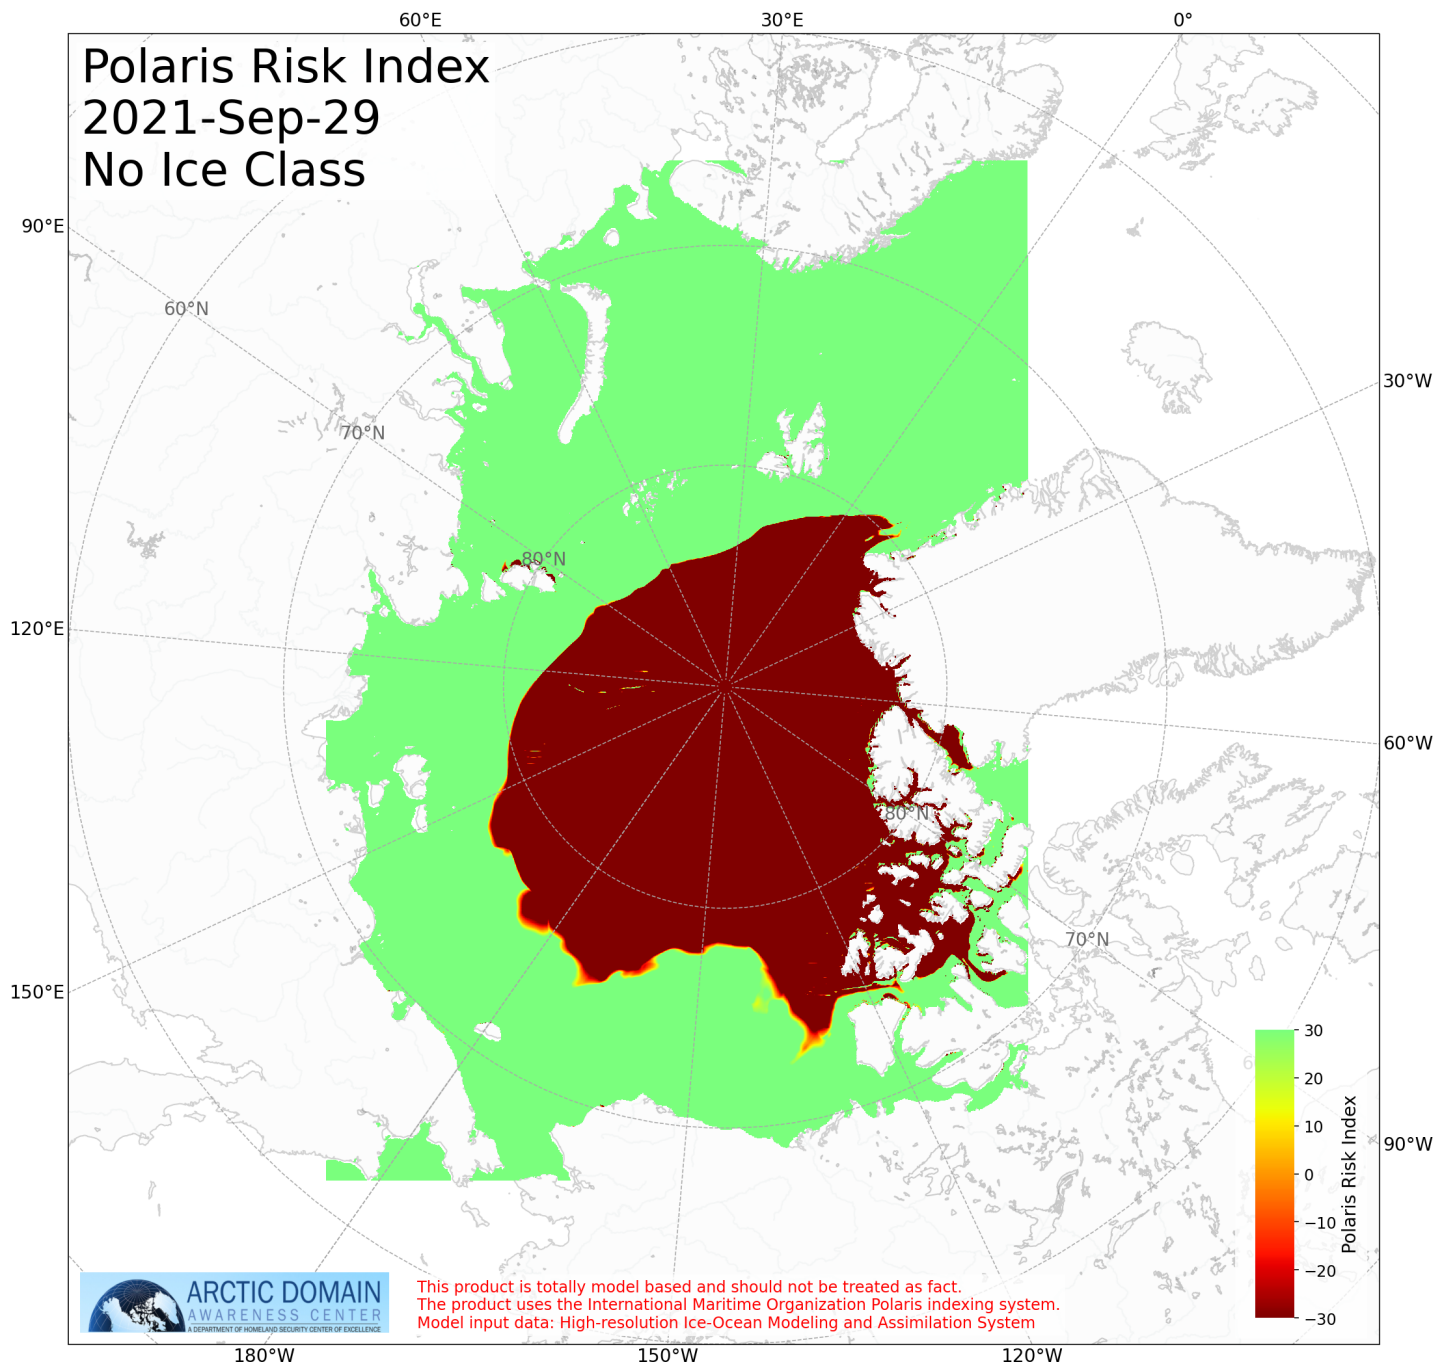 60°E
30°E
0°
Polaris Risk Index
2021-Sep-29
No Ice Class
90°E
60°N
30°W
70°N
80°N
120°E
60°W
80°N
70°N
150°E
30
20
10
0
−10
−20
−30
Polaris Risk Index
90°W
ARCTIC DOMAIN
AWARENESS CENTER
A DEPARTMENT OF HOMELAND SECURITY CENTER OF EXCELLENCE
This product is totally model based and should not be treated as fact.
The product uses the International Maritime Organization Polaris indexing system.
Model input data: High-resolution Ice-Ocean Modeling and Assimilation System
180°W
150°W
120°W